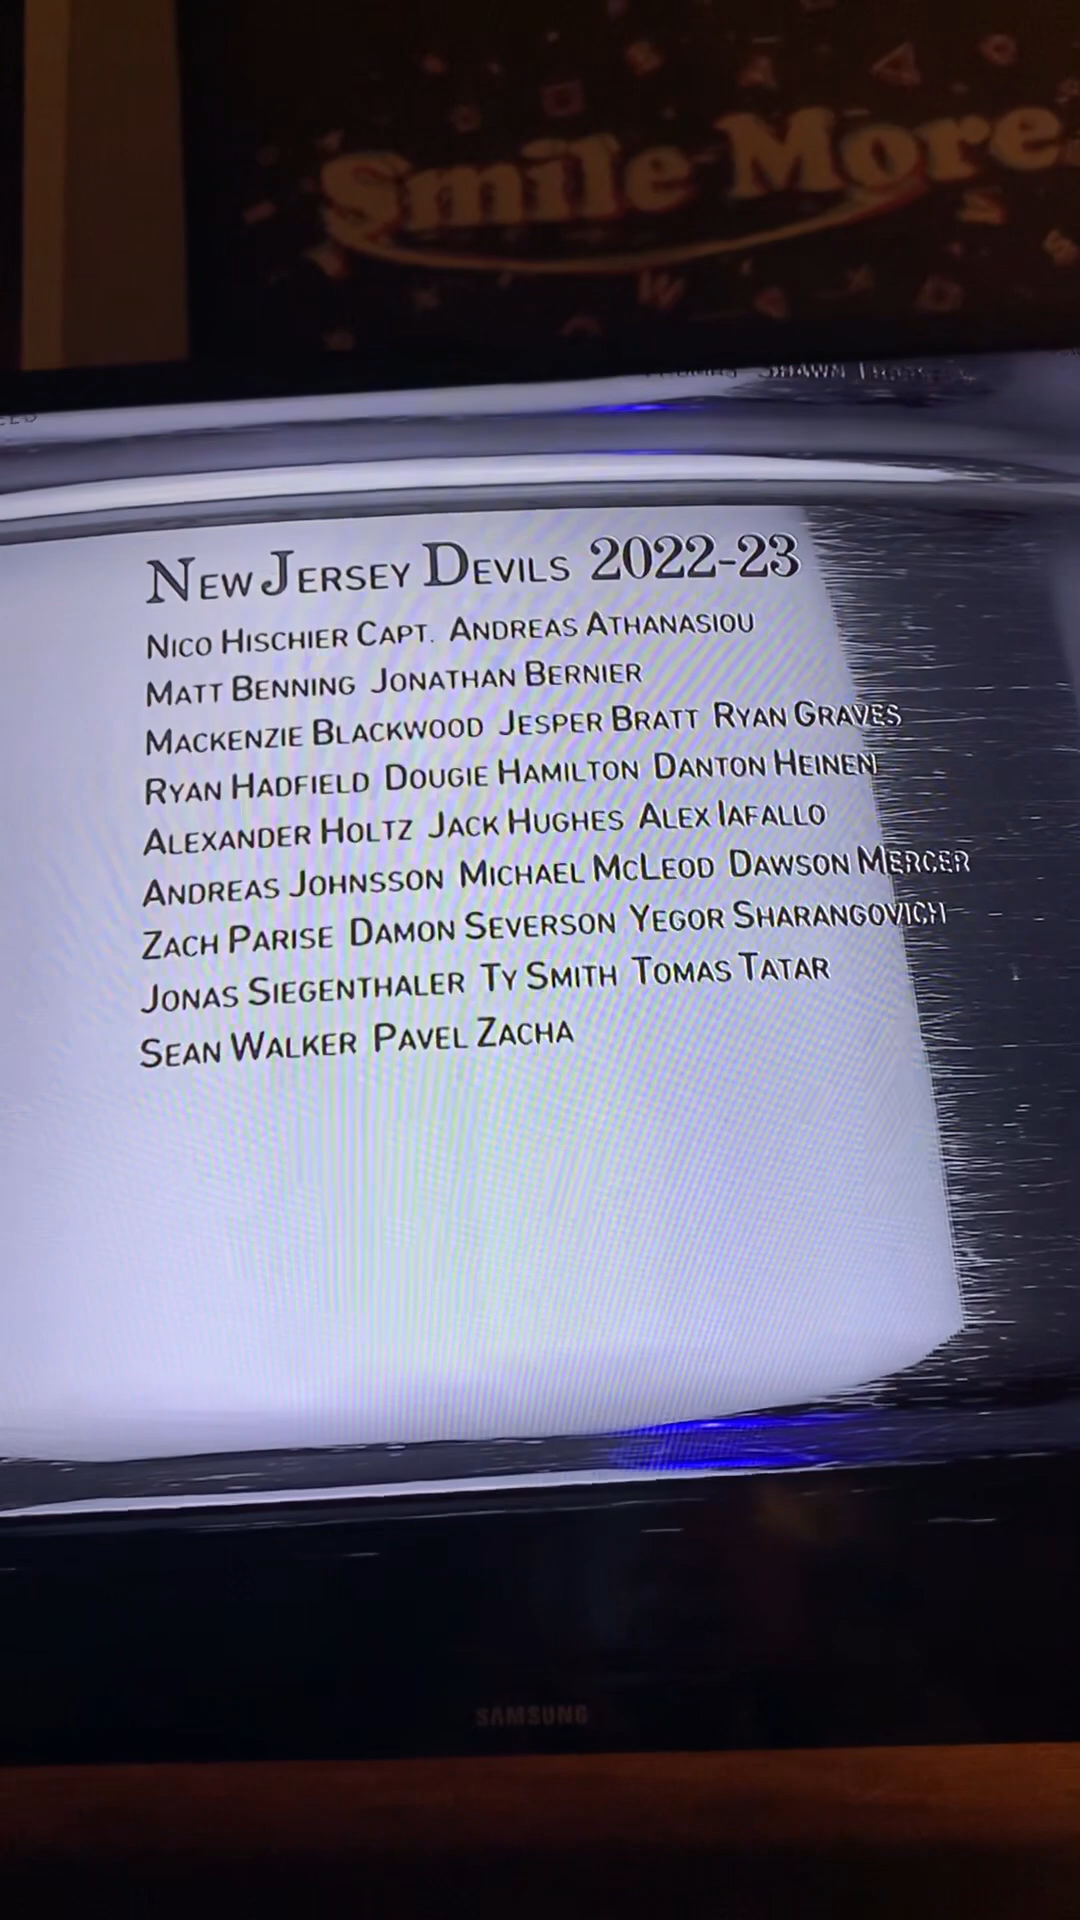 Smile More
SHAWN
NEW JERSEY DEVILS 2022-23
NICO HISCHIER CAPT. ANDREAS ATHANASIOU
MATT BENNING JONATHAN BERNIER
MACKENZIE BLACKWOOD JESPER BRATT RYAN GRAVES
RYAN HADFIELD DOUGIE HAMILTON DANTON HEINEN
ALEXANDER HOLTZ JACK HUGHES ALEX IAFALLO
ANDREAS JOHNSSON MICHAEL MCLEOD DAWSON MERCER
ZACH PARISE DAMON SEVERSON YEGOR SHARANGOVICH
JONAS SIEGENTHALER TY SMITH TOMAS TATAR
SEAN WALKER PAVEL ZACHA
SAMSUNG